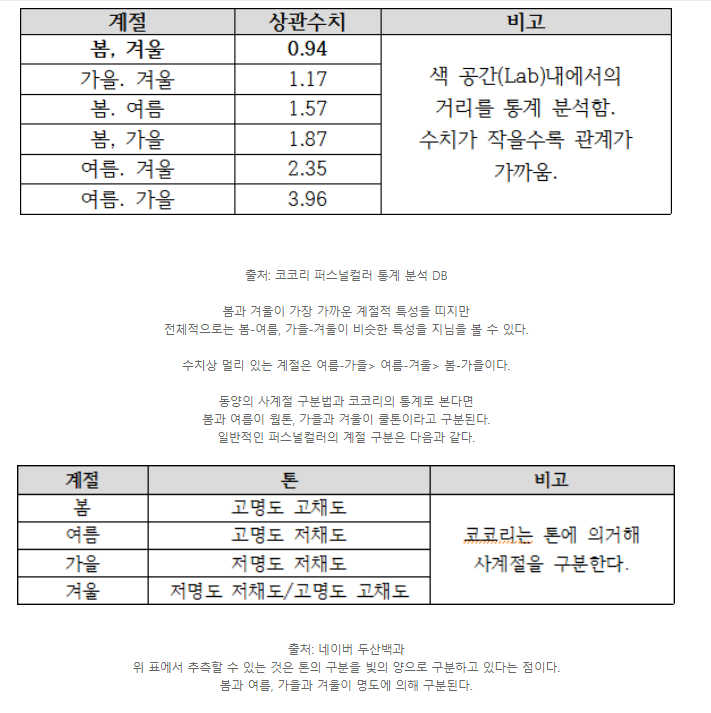 계절 상관수치 비고
봄, 겨울 0.94
가을. 겨울 1.17
봄. 여름 1.57
봄, 가을 1.87
여름. 겨울 2.35
여름. 가을 3.96
색 공간(Lab)내에서의
거리를 통계 분석함.
수치가 작을수록 관계가
가까움.
출처: 코코리 퍼스널컬러 통계 분석 DB
봄과 겨울이 가장 가까운 계절적 특성을 띠지만
전체적으로는 봄-여름, 가을-겨울이 비슷한 특성을 지님을 볼 수 있다.
수치상 멀리 있는 계절은 여름-가을> 여름-겨울> 봄-가을이다.
동양의 사계절 구분법과 코코리의 통계로 본다면
봄과 여름이 웜톤, 가을과 겨울이 쿨톤이라고 구분된다.
일반적인 퍼스널컬러의 계절 구분은 다음과 같다.
계절 톤 비고
봄 고명도 고채도
여름 고명도 저채도
가을 저명도 저채도
겨울 저명도 저채도/고명도 고채도
코코리는 톤에 의거해
사계절을 구분한다.
출처: 네이버 두산백과
위 표에서 추측할 수 있는 것은 톤의 구분을 빛의 양으로 구분하고 있다는 점이다.
봄과 여름, 가을과 겨울이 명도에 의해 구분된다.